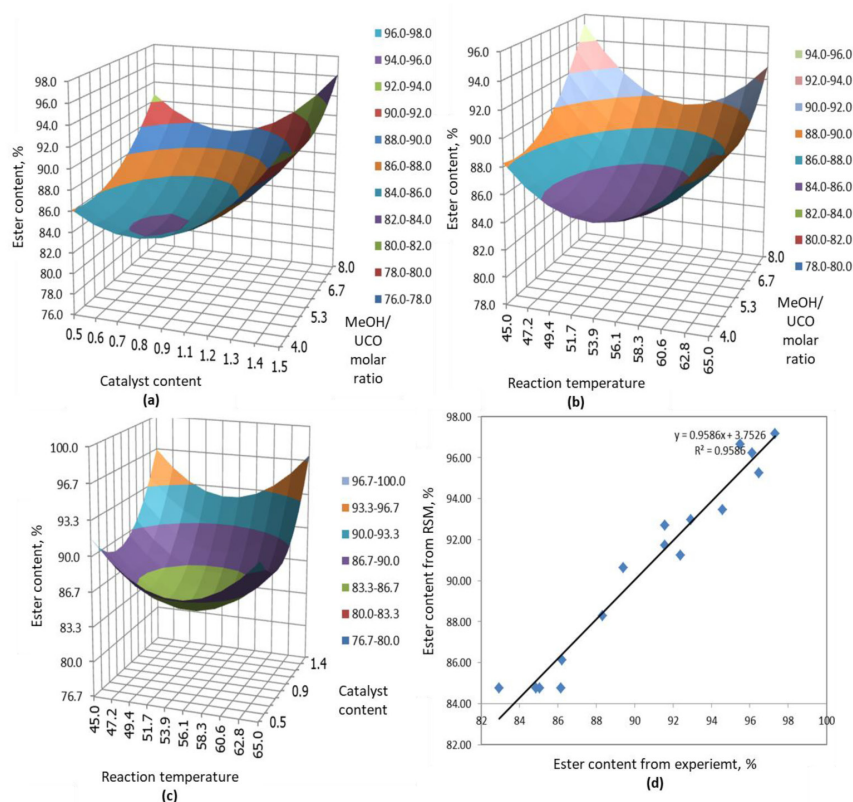 98.0
96.0
94.0
92.0
90.0
88.0
86.0
84.0
82.0
80.0
78.0
76.0
Ester content, %
0.5 0.6 0.7 0.8 0.9 1.1 1.2 1.3 1.4 1.5
Catalyst content
4.0
5.3
6.7
8.0
MeOH/
UCO
molar
ratio
96.0-98.0
94.0-96.0
92.0-94.0
90.0-92.0
88.0-90.0
86.0-88.0
84.0-86.0
82.0-84.0
80.0-82.0
78.0-80.0
76.0-78.0
(a)
96.0
94.0
92.0
90.0
88.0
86.0
84.0
82.0
80.0
78.0
Ester content, %
45.0 47.2 49.4 51.7 53.9 56.1 58.3 60.6 62.8 65.0
Reaction temperature
4.0
5.3
6.7
8.0
MeOH/
UCO
molar
ratio
94.0-96.0
92.0-94.0
90.0-92.0
88.0-90.0
86.0-88.0
84.0-86.0
82.0-84.0
80.0-82.0
78.0-80.0
(b)
100.0
96.7
93.3
90.0
86.7
83.3
80.0
76.7
Ester content, %
45.0 47.2 49.4 51.7 53.9 56.1 58.3 60.6 62.8 65.0
Reaction temperature
0.5
0.9
1.4
Catalyst
content
96.7-100.0
93.3-96.7
90.0-93.3
86.7-90.0
83.3-86.7
80.0-83.3
76.7-80.0
(c)
98.00
96.00
94.00
92.00
90.00
88.00
86.00
84.00
82.00
Ester content from RSM, %
y = 0.9586x + 3.7526
R² = 0.9586
82 84 86 88 90 92 94 96 98 100
Ester content from experiemt, %
(d)